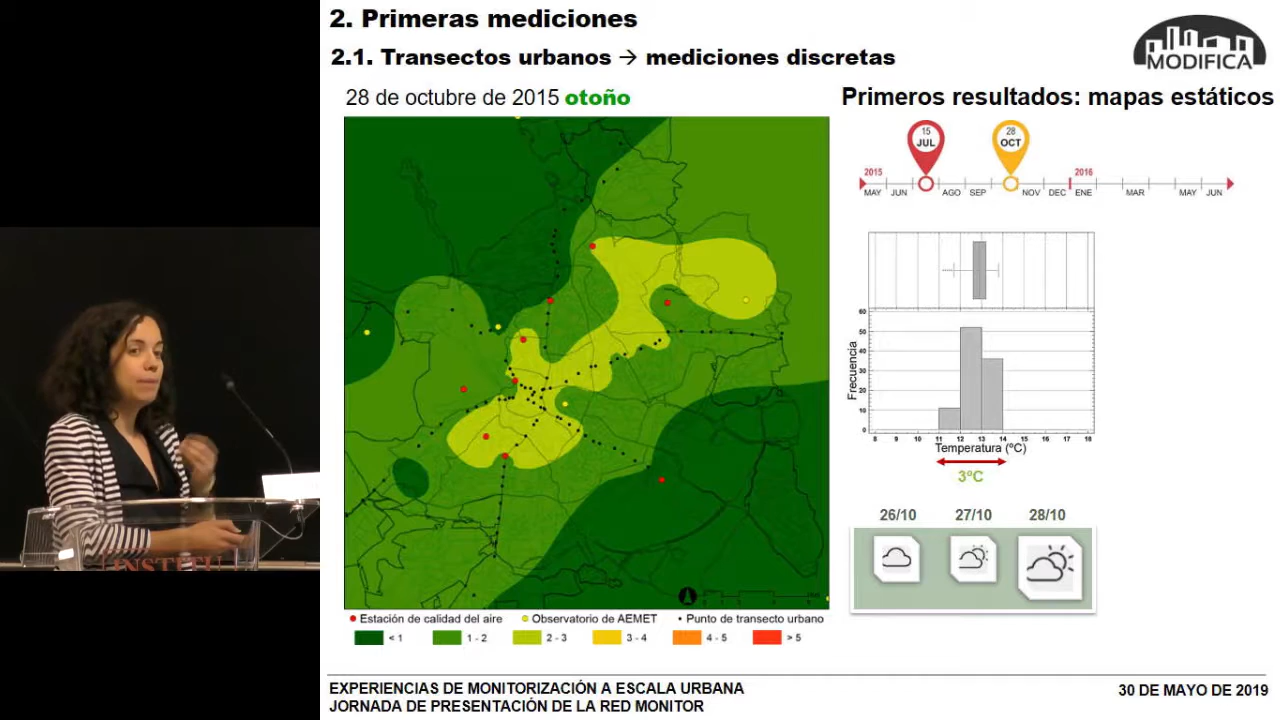 2. Primeras mediciones
2.1. Transectos urbanos → mediciones discretas
MODIFICA
28 de octubre de 2015 otoño
Primeros resultados: mapas estáticos
15 JUL
28 OCT
2015
2016
MAY
JUN
AGO
SEP
NOV
DEC
ENE
MAR
MAY
JUN
60
50
40
30
20
10
0
Frecuencia
8 9 10 11 12 13 14 15 16 17 18
Temperatura (ºC)
3ºC
26/10 27/10 28/10
Estación de calidad del aire
Observatorio de AEMET
Punto de transecto urbano
< 1
1 - 2
2 - 3
3 - 4
4 - 5
> 5
INSTITU
EXPERIENCIAS DE MONITORIZACIÓN A ESCALA URBANA
JORNADA DE PRESENTACIÓN DE LA RED MONITOR
30 DE MAYO DE 2019